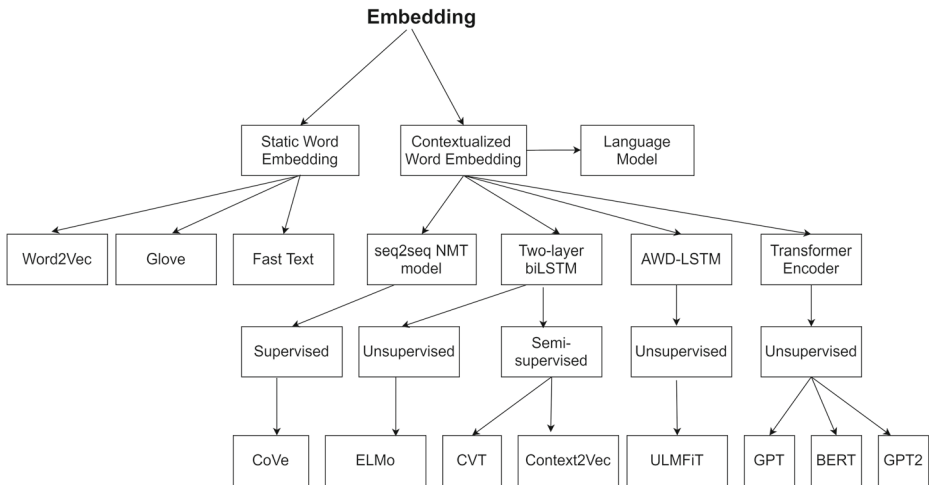 Embedding
Static Word
Embedding
Contextualized
Word Embedding
Language
Model
Word2Vec
Glove
Fast Text
seq2seq NMT
model
Two-layer
biLSTM
AWD-LSTM
Transformer
Encoder
Supervised
Unsupervised
Semi-
supervised
Unsupervised
Unsupervised
CoVe
ELMo
CVT
Context2Vec
ULMFiT
GPT
BERT
GPT2